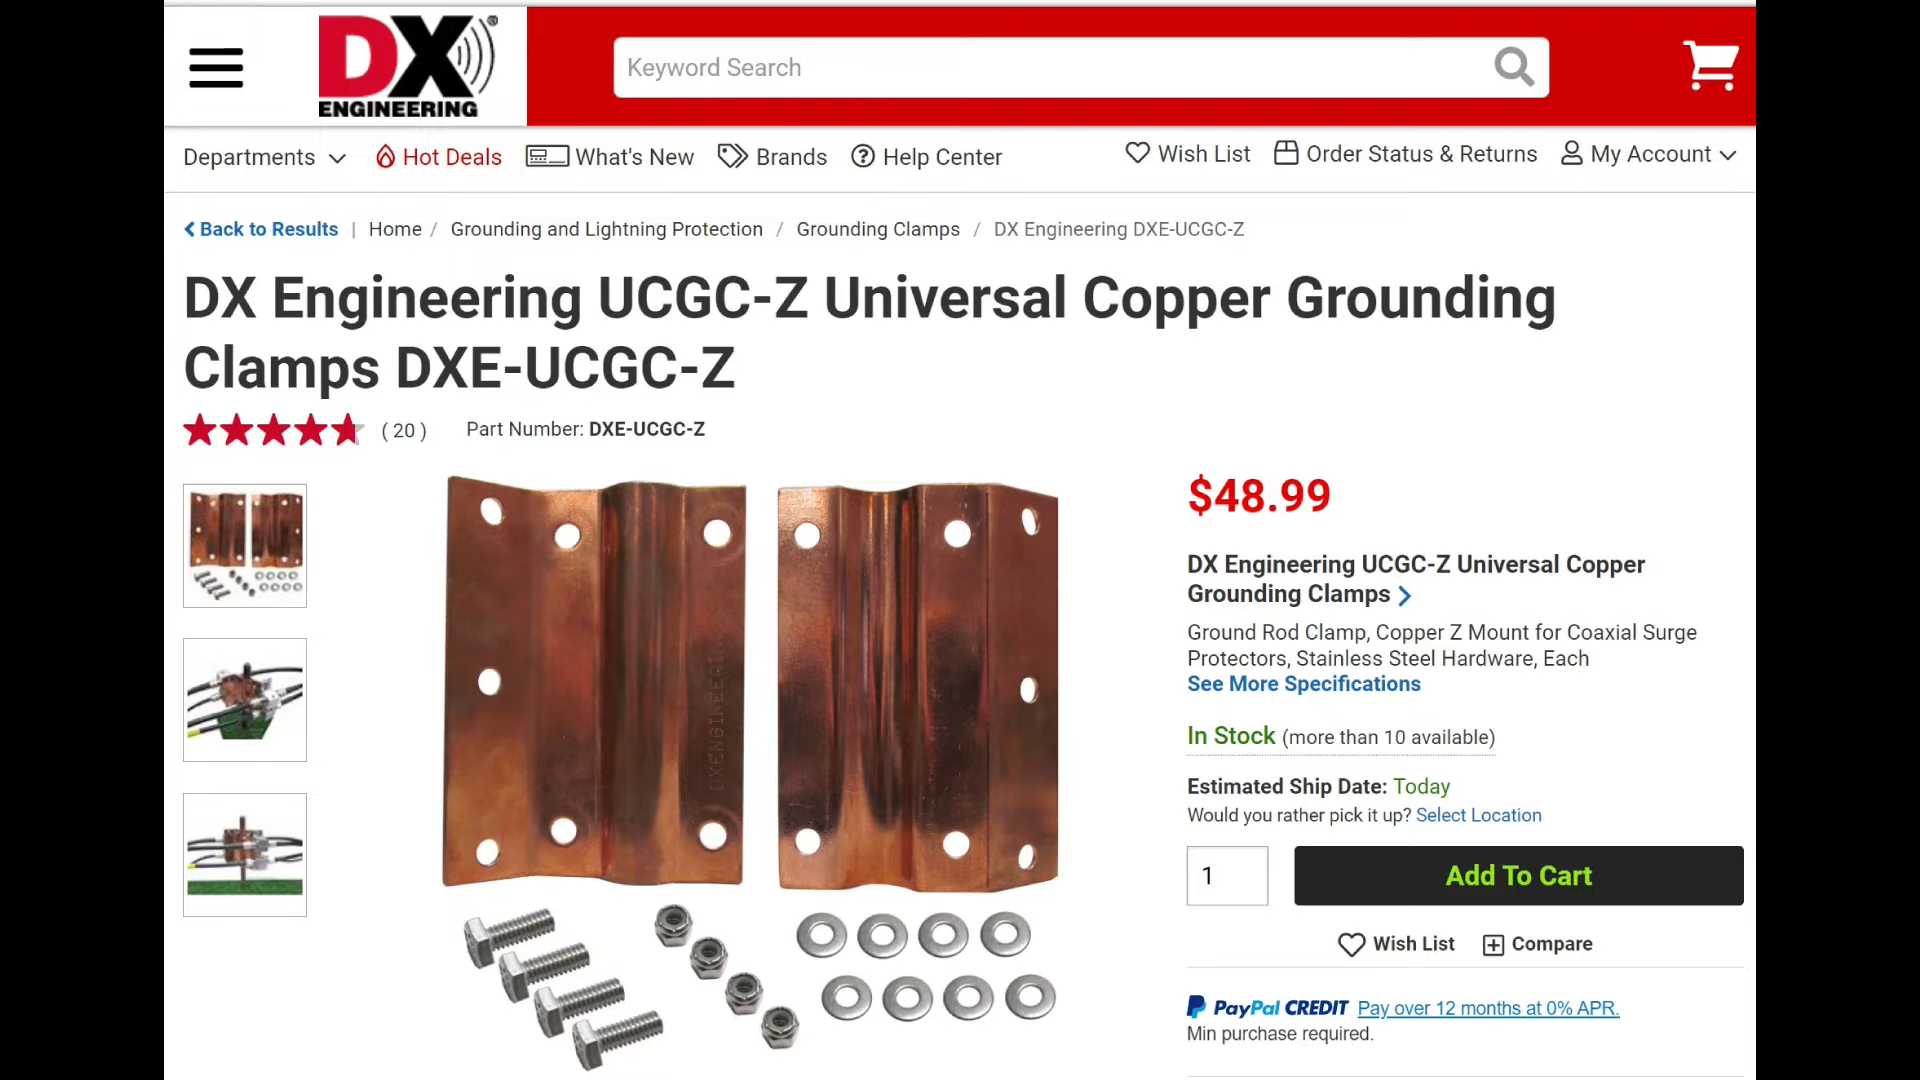 DX
ENGINEERING
Keyword Search
Departments
Hot Deals
What's New
Brands
Help Center
Wish List
Order Status & Returns
My Account
Back to Results | Home / Grounding and Lightning Protection / Grounding Clamps / DX Engineering DXE-UCGC-Z
DX Engineering UCGC-Z Universal Copper Grounding
Clamps DXE-UCGC-Z
( 20 )
Part Number: DXE-UCGC-Z
DXENGINEERING
$48.99
DX Engineering UCGC-Z Universal Copper
Grounding Clamps
Ground Rod Clamp, Copper Z Mount for Coaxial Surge
Protectors, Stainless Steel Hardware, Each
See More Specifications
In Stock (more than 10 available)
Estimated Ship Date: Today
Would you rather pick it up? Select Location
1
Add To Cart
Wish List
Compare
PayPal CREDIT Pay over 12 months at 0% APR.
Min purchase required.